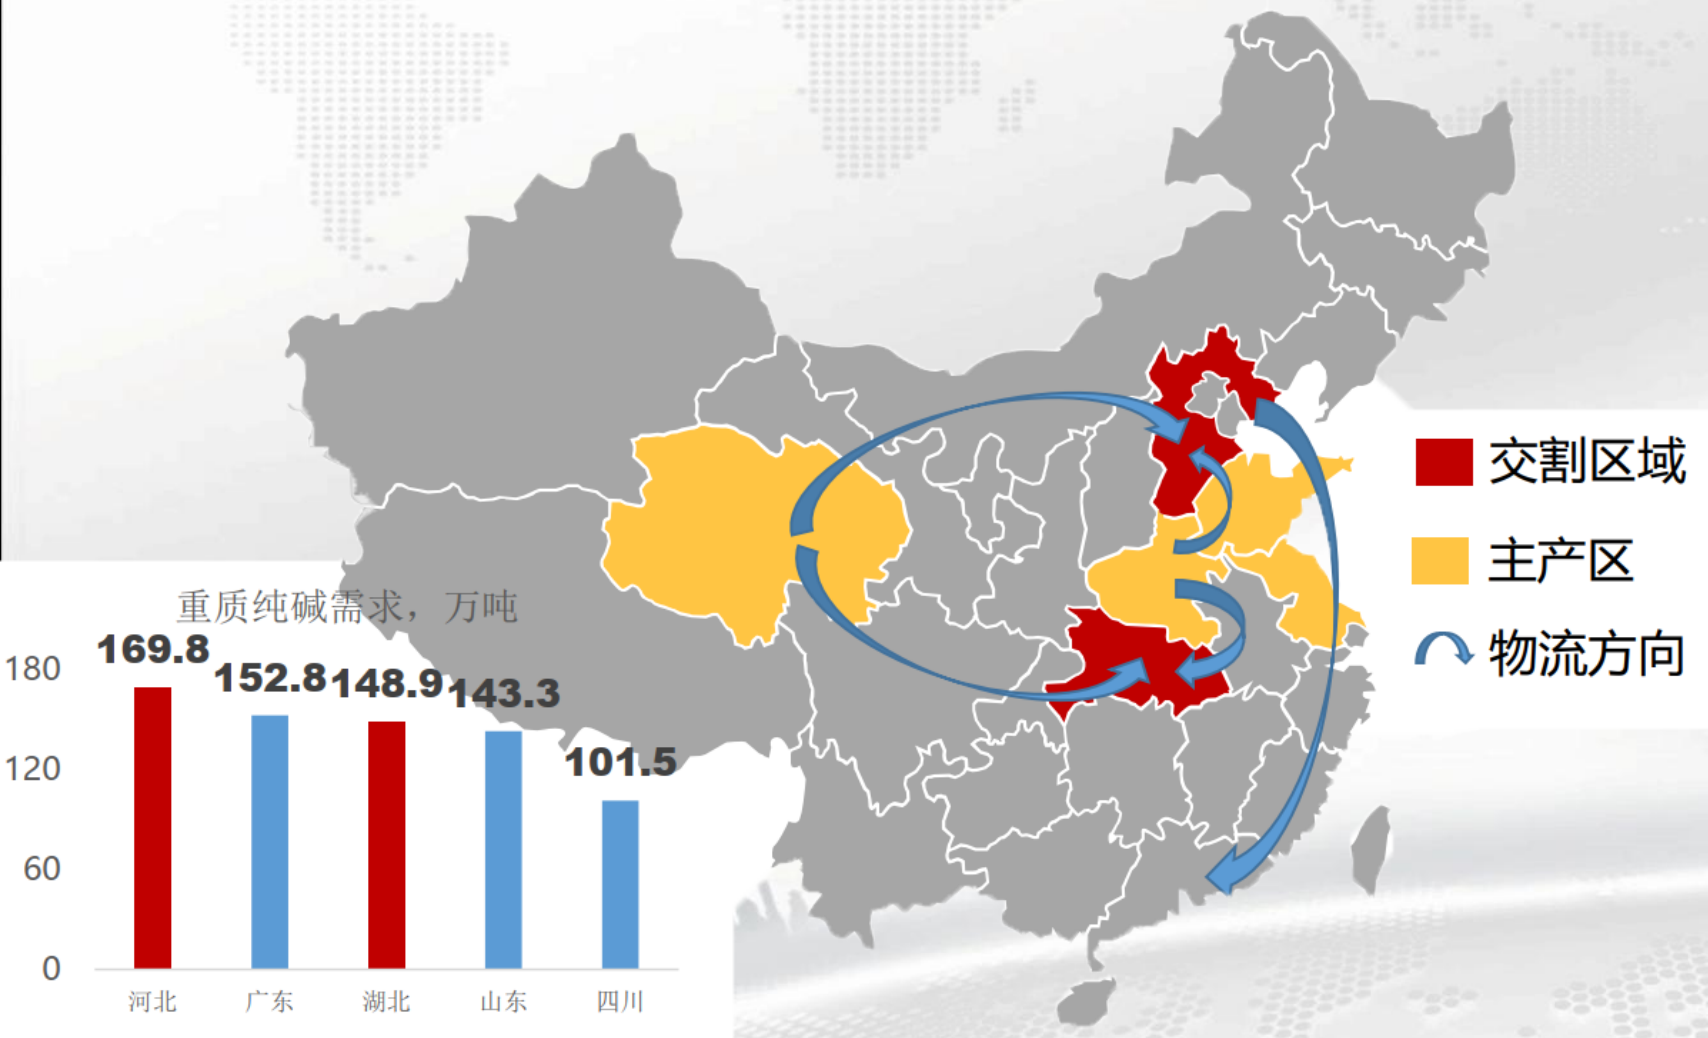 交割区域
主产区
物流方向
重质纯碱需求，万吨
169.8
152.8
148.9
143.3
101.5
180
120
60
0
河北
广东
湖北
山东
四川